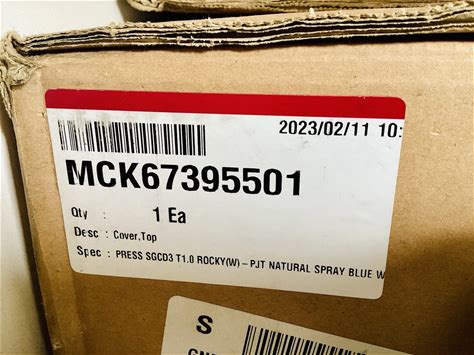 2023/02/11 10:
MCK67395501
Qty : 1 Ea
Desc : Cover,Top
Spec : PRESS SGCD3 T1.0 ROCKY(W)-PJT NATURAL SPRAY BLUE W
S